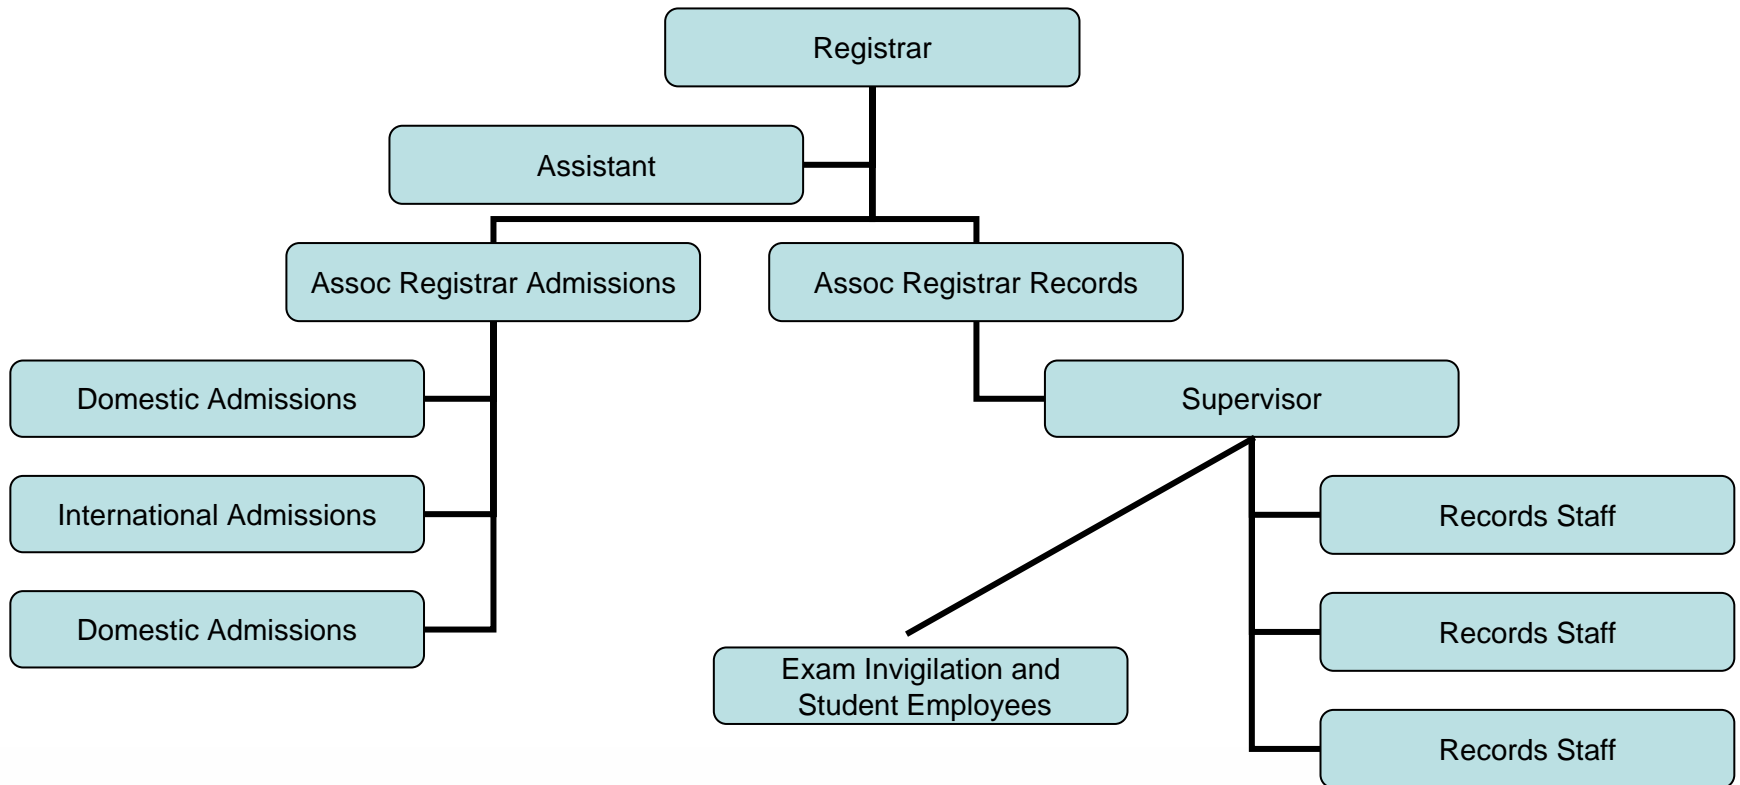 Registrar
Assistant
Assoc Registrar Admissions
Assoc Registrar Records
Domestic Admissions
Supervisor
International Admissions
Records Staff
Domestic Admissions
Records Staff
Exam Invigilation and
Student Employees
Records Staff